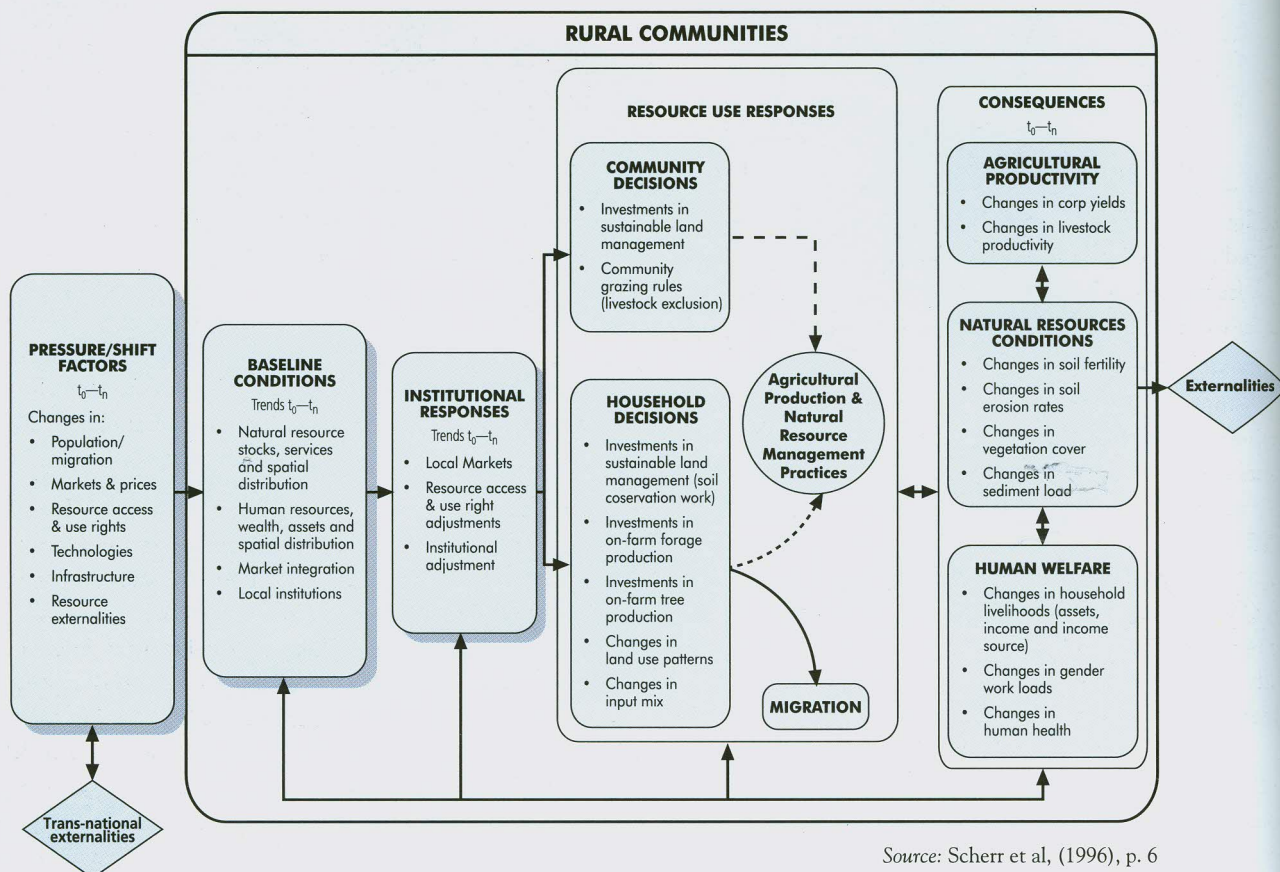 RURAL COMMUNITIES
PRESSURE/SHIFT
FACTORS
t₀—tₙ
Changes in:
• Population/
migration
• Markets & prices
• Resource access
& use rights
• Technologies
• Infrastructure
• Resource
externalities
Trans-national
externalities
BASELINE
CONDITIONS
Trends t₀—tₙ
• Natural resource
stocks, services
and spatial
distribution
• Human resources,
wealth, assets and
spatial distribution
• Market integration
• Local institutions
INSTITUTIONAL
RESPONSES
Trends t₀—tₙ
• Local Markets
• Resource access
& use right
adjustments
• Institutional
adjustment
RESOURCE USE RESPONSES
COMMUNITY
DECISIONS
• Investments in
sustainable land
management
• Community
grazing rules
(livestock exclusion)
HOUSEHOLD
DECISIONS
• Investments in
sustainable land
management (soil
coservation work)
• Investments in
on-farm forage
production
• Investments in
on-farm tree
production
• Changes in
land use patterns
• Changes in
input mix
Agricultural
Production &
Natural
Resource
Management
Practices
MIGRATION
CONSEQUENCES
t₀—tₙ
AGRICULTURAL
PRODUCTIVITY
• Changes in corp yields
• Changes in livestock
productivity
NATURAL RESOURCES
CONDITIONS
• Changes in soil fertility
• Changes in soil
erosion rates
• Changes in
vegetation cover
• Changes in
sediment load
HUMAN WELFARE
• Changes in household
livelihoods (assets,
income and income
source)
• Changes in gender
work loads
• Changes in
human health
Externalities
Source: Scherr et al, (1996), p. 6